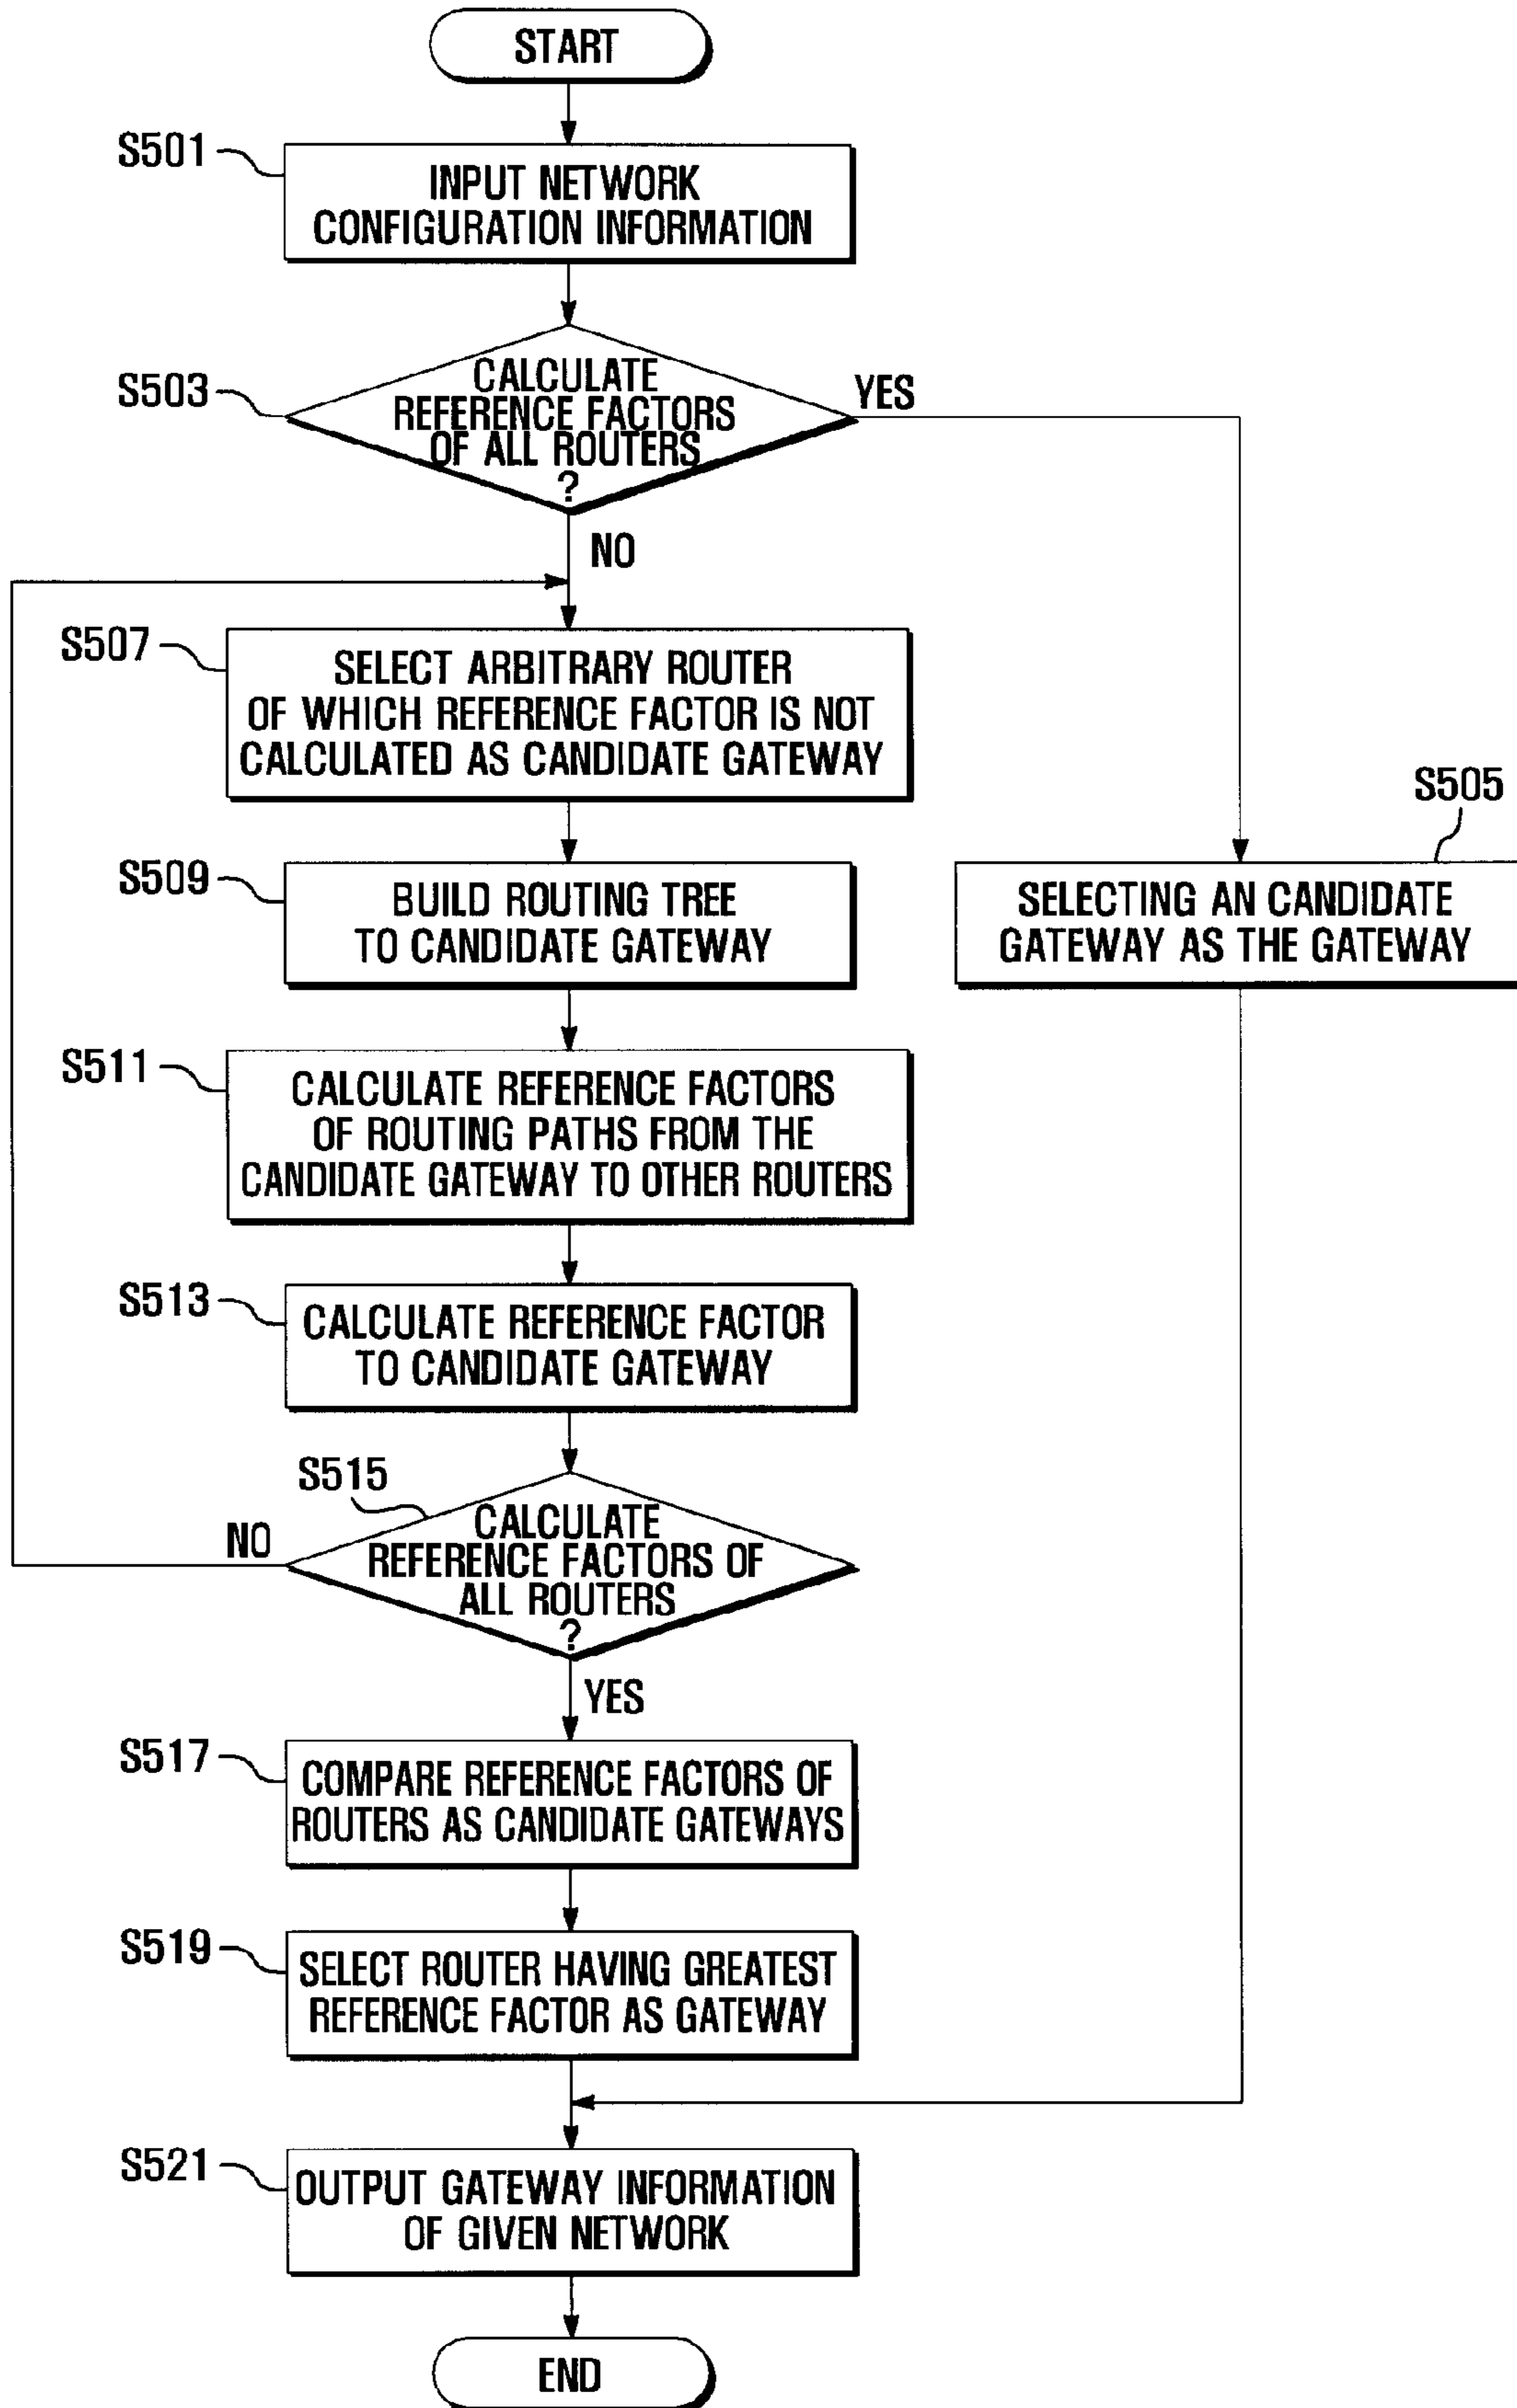 START
S501
INPUT NETWORK
CONFIGURATION INFORMATION
S503
CALCULATE
REFERENCE FACTORS
OF ALL ROUTERS
?
YES
NO
S507
SELECT ARBITRARY ROUTER
OF WHICH REFERENCE FACTOR IS NOT
CALCULATED AS CANDIDATE GATEWAY
S505
SELECTING AN CANDIDATE
GATEWAY AS THE GATEWAY
S509
BUILD ROUTING TREE
TO CANDIDATE GATEWAY
S511
CALCULATE REFERENCE FACTORS
OF ROUTING PATHS FROM THE
CANDIDATE GATEWAY TO OTHER ROUTERS
S513
CALCULATE REFERENCE FACTOR
TO CANDIDATE GATEWAY
S515
CALCULATE
REFERENCE FACTORS OF
ALL ROUTERS
?
NO
YES
S517
COMPARE REFERENCE FACTORS OF
ROUTERS AS CANDIDATE GATEWAYS
S519
SELECT ROUTER HAVING GREATEST
REFERENCE FACTOR AS GATEWAY
S521
OUTPUT GATEWAY INFORMATION
OF GIVEN NETWORK
END